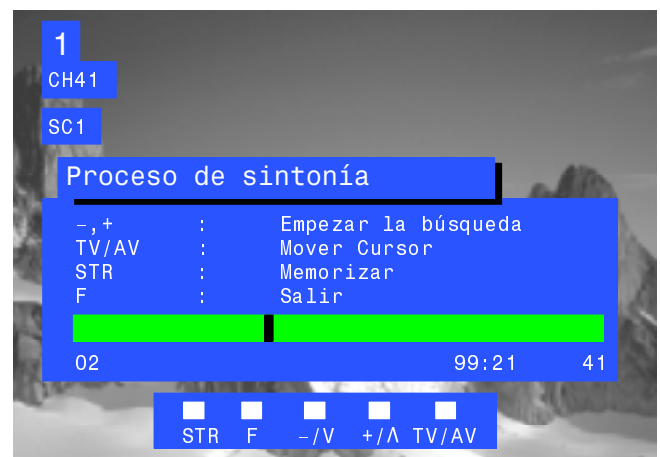 1
CH41
SC1
Proceso de sintonía
–,+ : Empezar la búsqueda
TV/AV : Mover Cursor
STR : Memorizar
F : Salir
02 99:21 41
STR F –/V +/Λ TV/AV